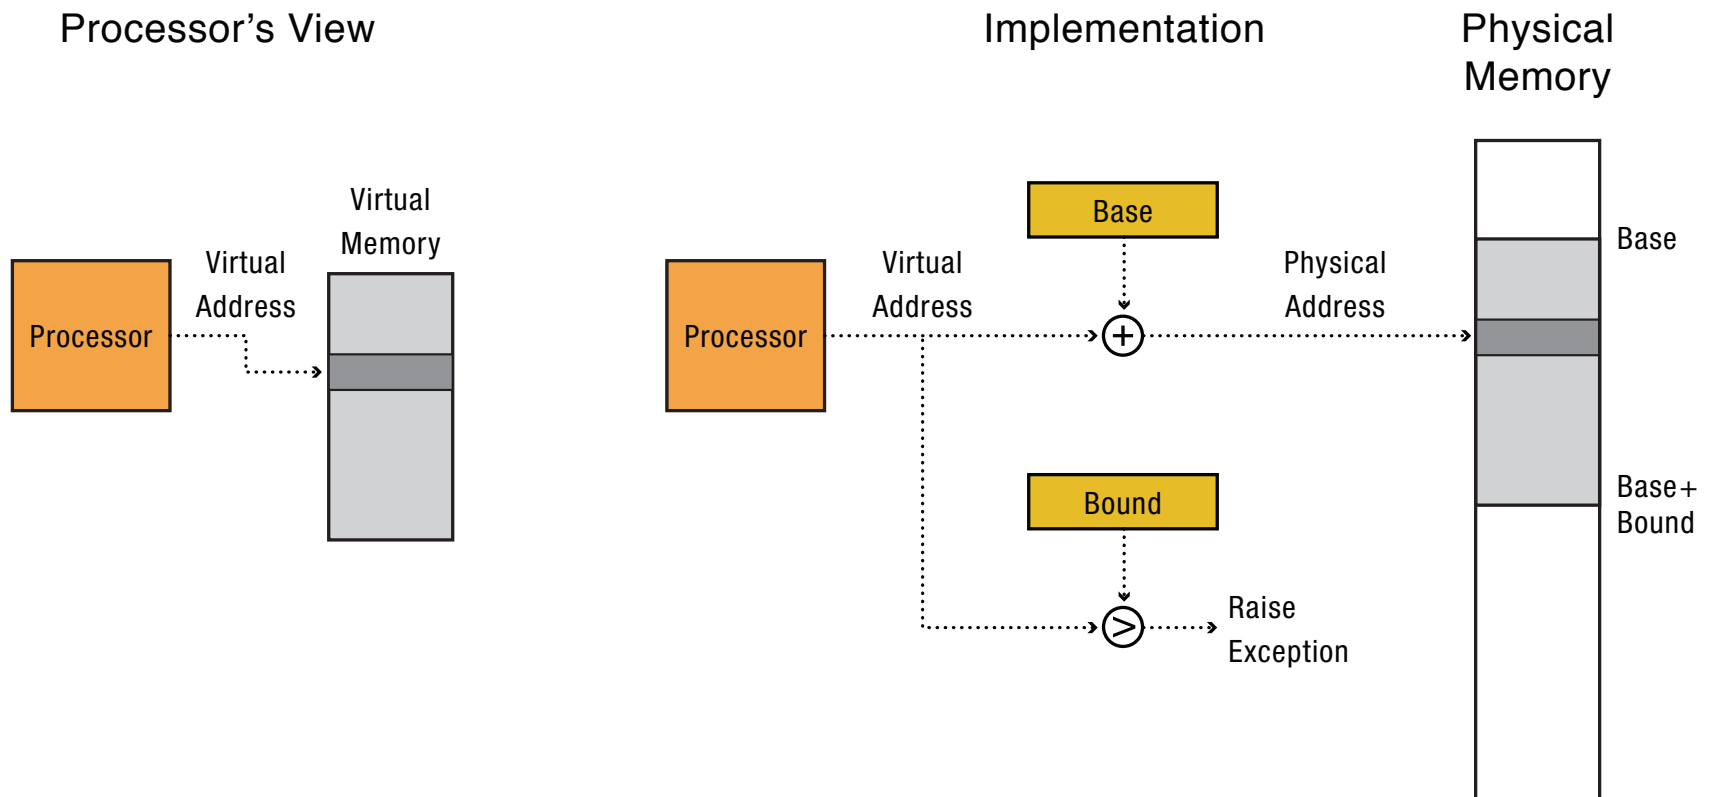 Processor's View
Implementation
Physical
Memory
Virtual
Memory
Virtual
Address
Processor
Base
Virtual
Address
Processor
+
Physical
Address
Base
Bound
>
Raise
Exception
Base+
Bound